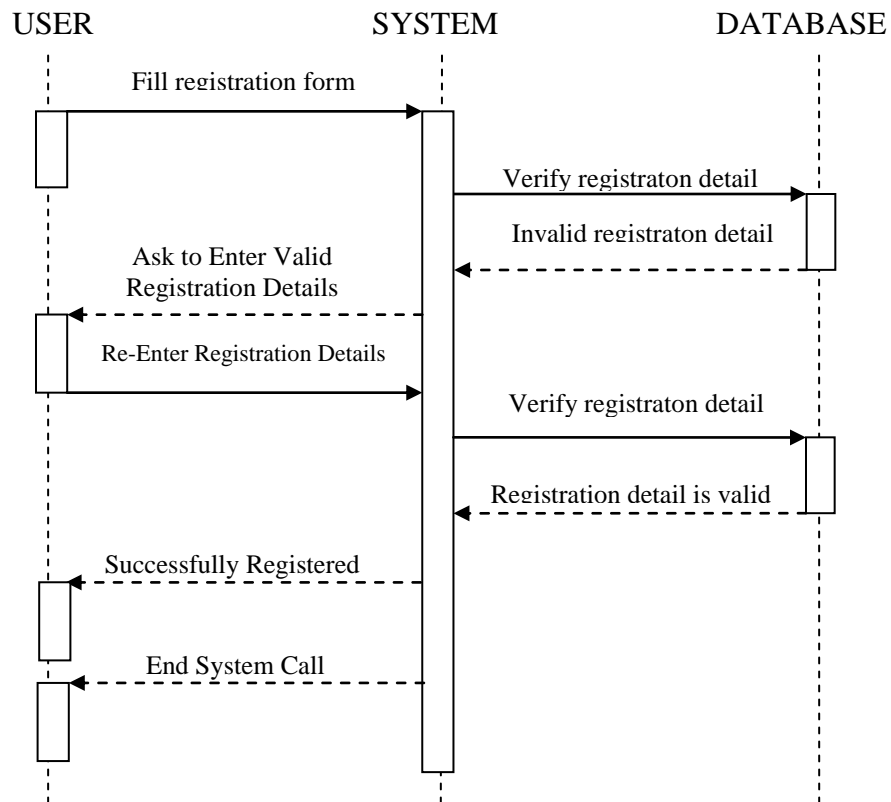 USER
SYSTEM
DATABASE
Fill registration form
Verify registraton detail
Invalid registraton detail
Ask to Enter Valid
Registration Details
Re-Enter Registration Details
Verify registraton detail
Registration detail is valid
Successfully Registered
End System Call